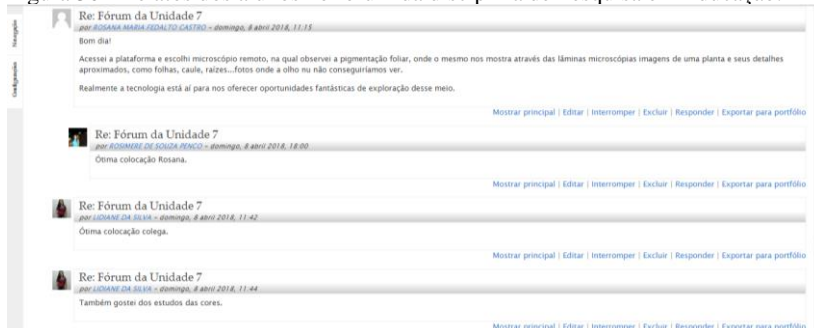 Re: Fórum da Unidade 7
por ROSANA MARIA FEDALTO CASTRO - domingo, 8 abril 2018, 11:15
Bom dia!
Acessei a plataforma e escolhi microscópio remoto, na qual observei a pigmentação foliar, onde o mesmo nos mostra através das lâminas microscópias imagens de uma planta e seus detalhes
aproximados, como folhas, caule, raízes...fotos onde a olho nu não conseguiríamos ver.
Realmente a tecnologia está aí para nos oferecer oportunidades fantásticas de exploração desse meio.
Mostrar principal | Editar | Interromper | Excluir | Responder | Exportar para portfólio
Re: Fórum da Unidade 7
por ROSIMERE DE SOUZA PENCO - domingo, 8 abril 2018, 18:00
Ótima colocação Rosana.
Mostrar principal | Editar | Interromper | Excluir | Responder | Exportar para portfólio
Re: Fórum da Unidade 7
por LIDIANE DA SILVA - domingo, 8 abril 2018, 11:42
Ótima colocação colega.
Mostrar principal | Editar | Interromper | Excluir | Responder | Exportar para portfólio
Re: Fórum da Unidade 7
por LIDIANE DA SILVA - domingo, 8 abril 2018, 11:44
Também gostei dos estudos das cores.
Mostrar principal | Editar | Interromper | Excluir | Responder | Exportar para portfólio
Navegação
Configurações